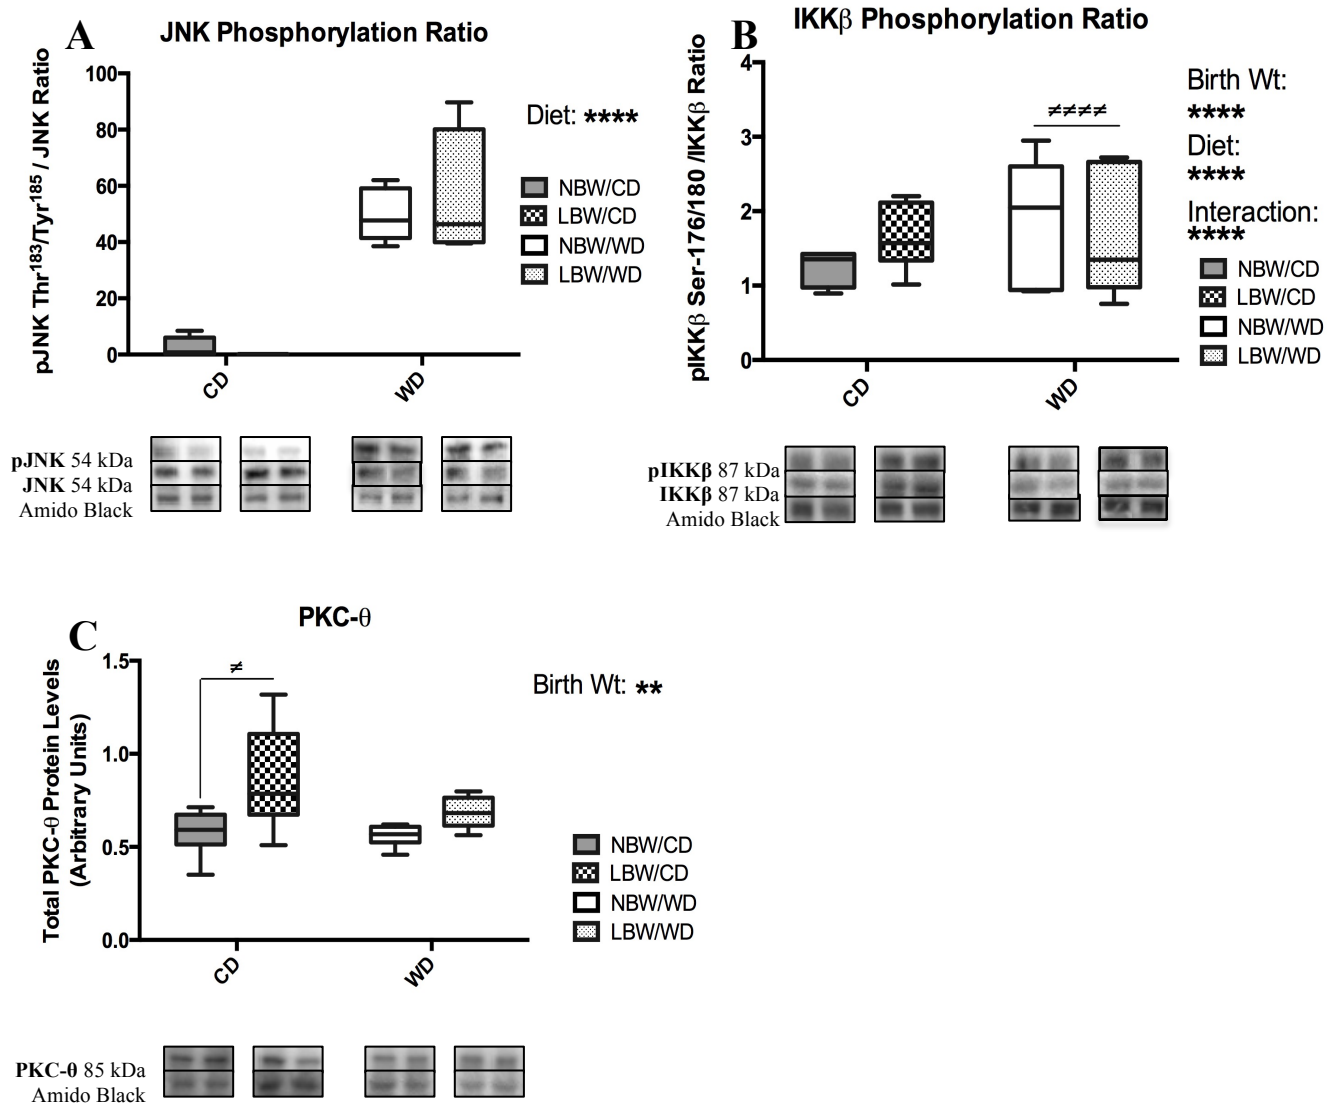 A
JNK Phosphorylation Ratio
pJNK Thr183/Tyr185 / JNK Ratio
100
80
60
40
20
0
CD
WD
Diet: ****
NBW/CD
LBW/CD
NBW/WD
LBW/WD
pJNK 54 kDa
JNK 54 kDa
Amido Black
B
IKKβ Phosphorylation Ratio
pIKKβ Ser-176/180 /IKKβ Ratio
4
3
2
1
0
≠≠≠≠
CD
WD
Birth Wt:
****
Diet:
****
Interaction:
****
NBW/CD
LBW/CD
NBW/WD
LBW/WD
pIKKβ 87 kDa
IKKβ 87 kDa
Amido Black
C
PKC-θ
Total PKC-θ Protein Levels
(Arbitrary Units)
1.5
1.0
0.5
0.0
≠
CD
WD
Birth Wt: **
NBW/CD
LBW/CD
NBW/WD
LBW/WD
PKC-θ 85 kDa
Amido Black